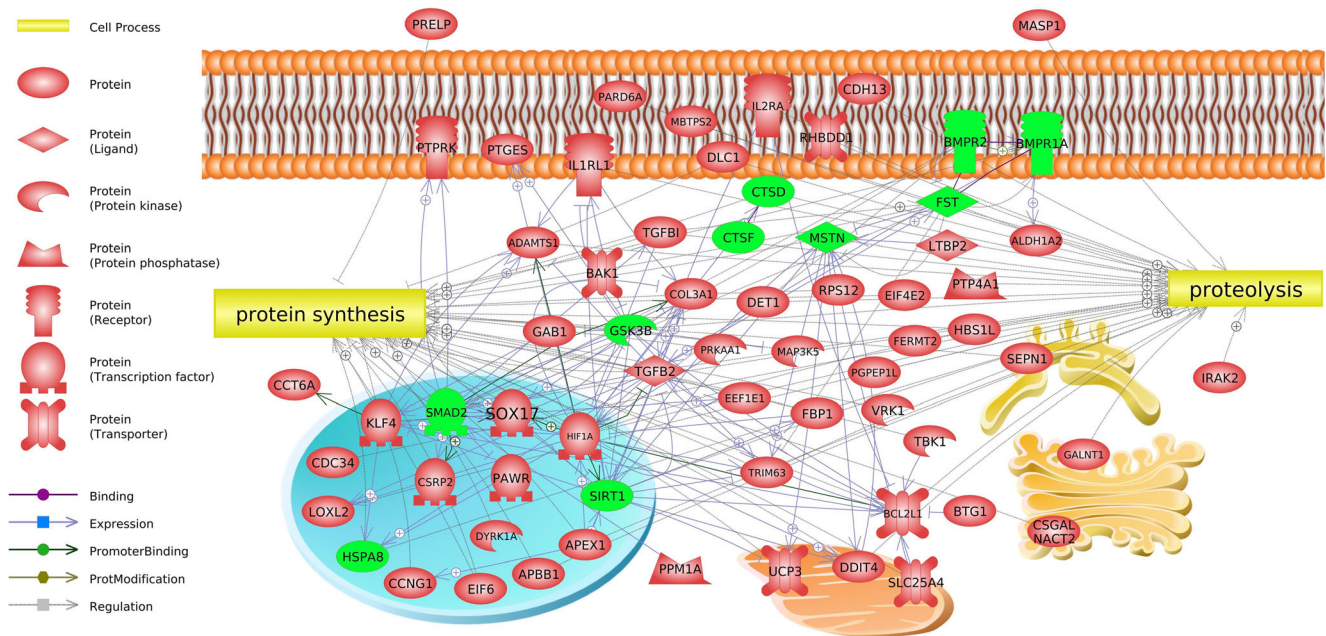 Cell Process
Protein
Protein
(Ligand)
Protein
(Protein kinase)
Protein
(Protein phosphatase)
Protein
(Receptor)
Protein
(Transcription factor)
Protein
(Transporter)
Binding
Expression
PromoterBinding
ProtModification
Regulation
PRELP
MASP1
PARD6A
IL2RA
CDH13
MBTPS2
RHBDD1
PTPRK
PTGES
IL1RL1
DLC1
BMPR2
BMPR1A
CTSD
FST
ADAMTS1
TGFBI
CTSF
MSTN
LTBP2
ALDH1A2
BAK1
PTP4A1
protein synthesis
COL3A1
DET1
RPS12
EIF4E2
proteolysis
GAB1
GSK3B
PRKAA1
MAP3K5
FERMT2
HBS1L
SEPN1
TGFB2
PGPEP1L
IRAK2
CCT6A
KLF4
SMAD2
SOX17
HIF1A
EEF1E1
FBP1
VRK1
TBK1
CDC34
CSRP2
PAWR
TRIM63
GALNT1
LOXL2
SIRT1
BCL2L1
BTG1
CSGAL
NACT2
HSPA8
DYRK1A
APEX1
CCNG1
EIF6
APBB1
PPM1A
UCP3
DDIT4
SLC25A4